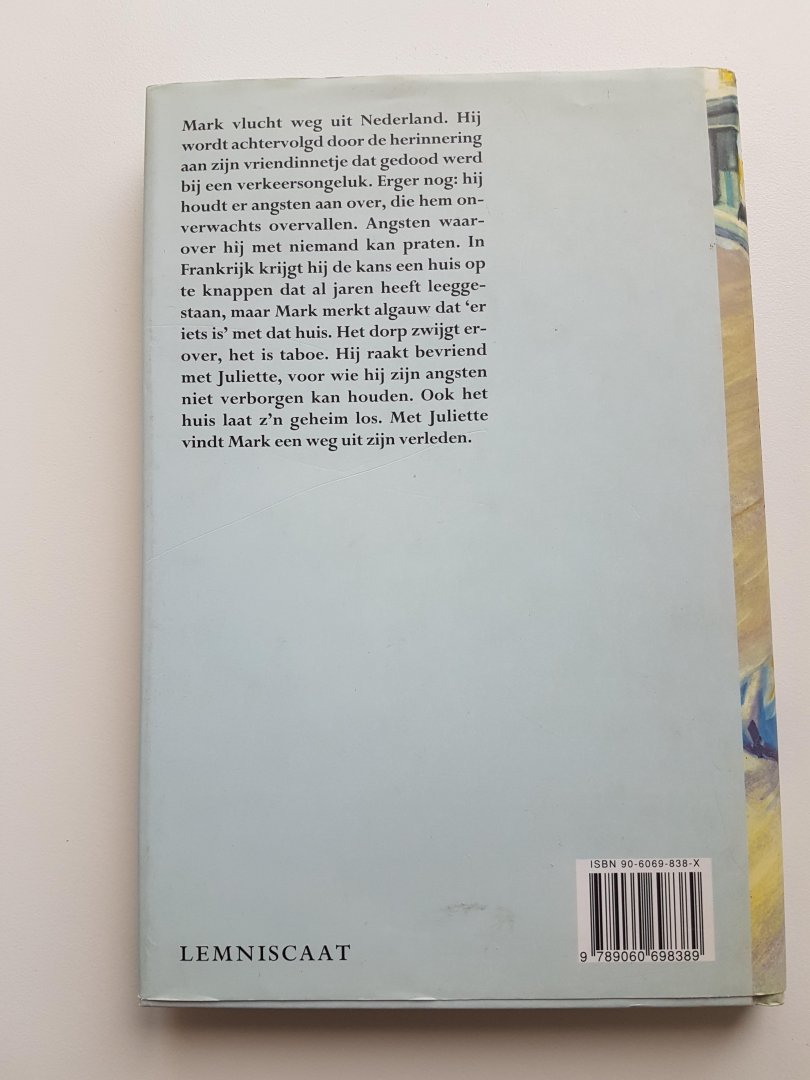 Mark vlucht weg uit Nederland. Hij
wordt achtervolgd door de herinnering
aan zijn vriendinnetje dat gedood werd
bij een verkeersongeluk. Erger nog: hij
houdt er angsten aan over, die hem on-
verwachts overvallen. Angsten waar-
over hij met niemand kan praten. In
Frankrijk krijgt hij de kans een huis op
te knappen dat al jaren heeft leegge-
staan, maar Mark merkt algauw dat ‘er
iets is’ met dat huis. Het dorp zwijgt er-
over, het is taboe. Hij raakt bevriend
met Juliette, voor wie hij zijn angsten
niet verborgen kan houden. Ook het
huis laat z’n geheim los. Met Juliette
vindt Mark een weg uit zijn verleden.
ISBN 90-6069-838-X
9 789060 698389
LEMNISCAAT